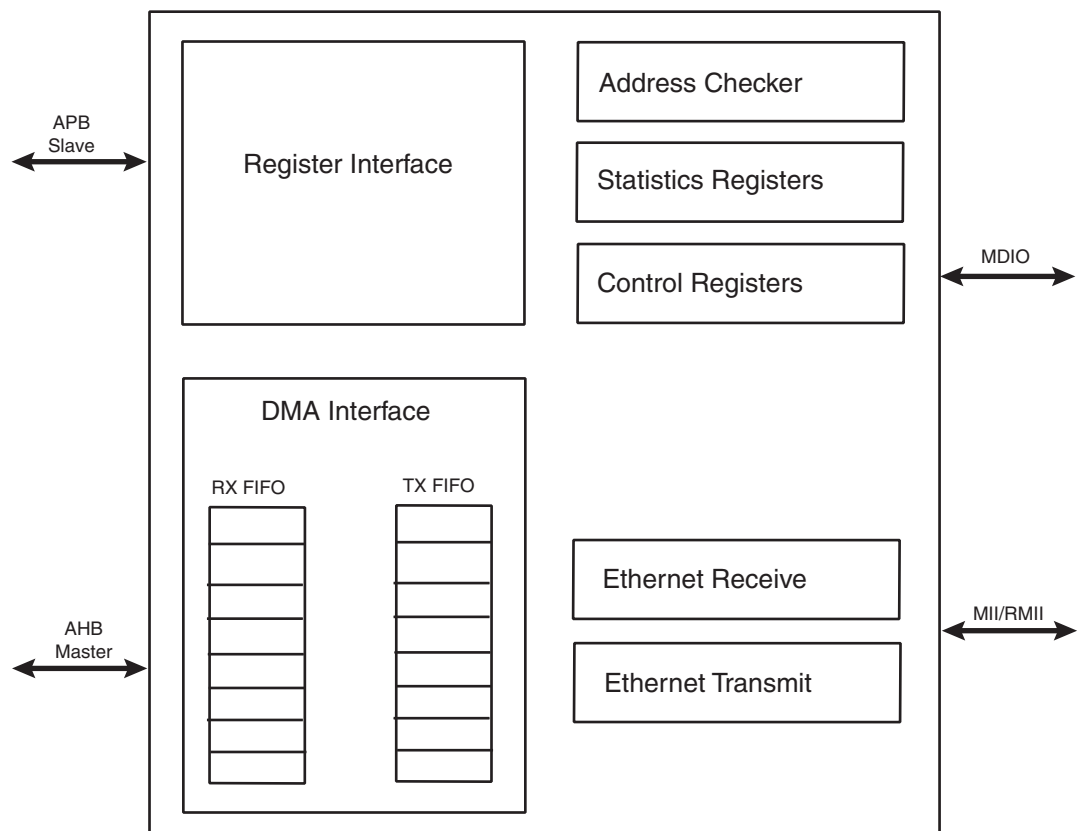 APB
Slave
Register Interface
Address Checker
Statistics Registers
Control Registers
MDIO
DMA Interface
RX FIFO
TX FIFO
AHB
Master
Ethernet Receive
Ethernet Transmit
MII/RMII